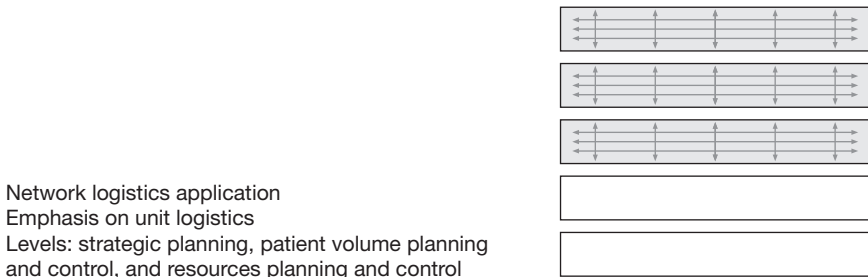 Network logistics application
Emphasis on unit logistics
Levels: strategic planning, patient volume planning
and control, and resources planning and control